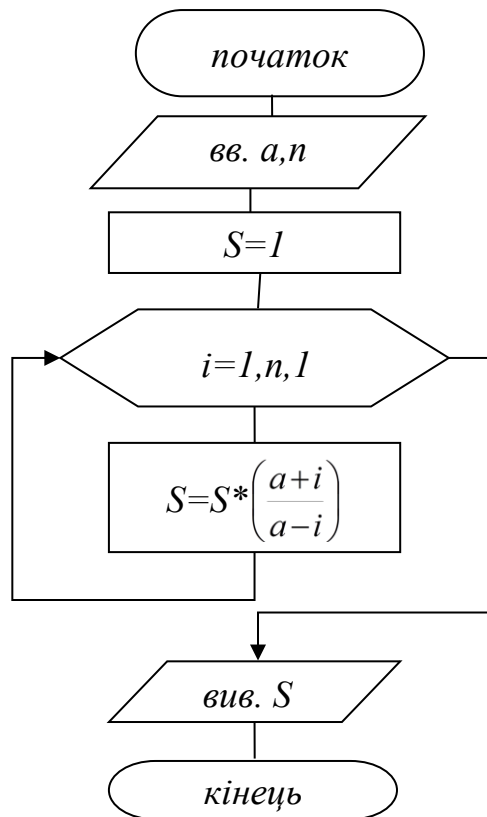 початок
вв. a,n
S=1
i=1,n,1
S=S*(a+i/a−i)
вив. S
кінець